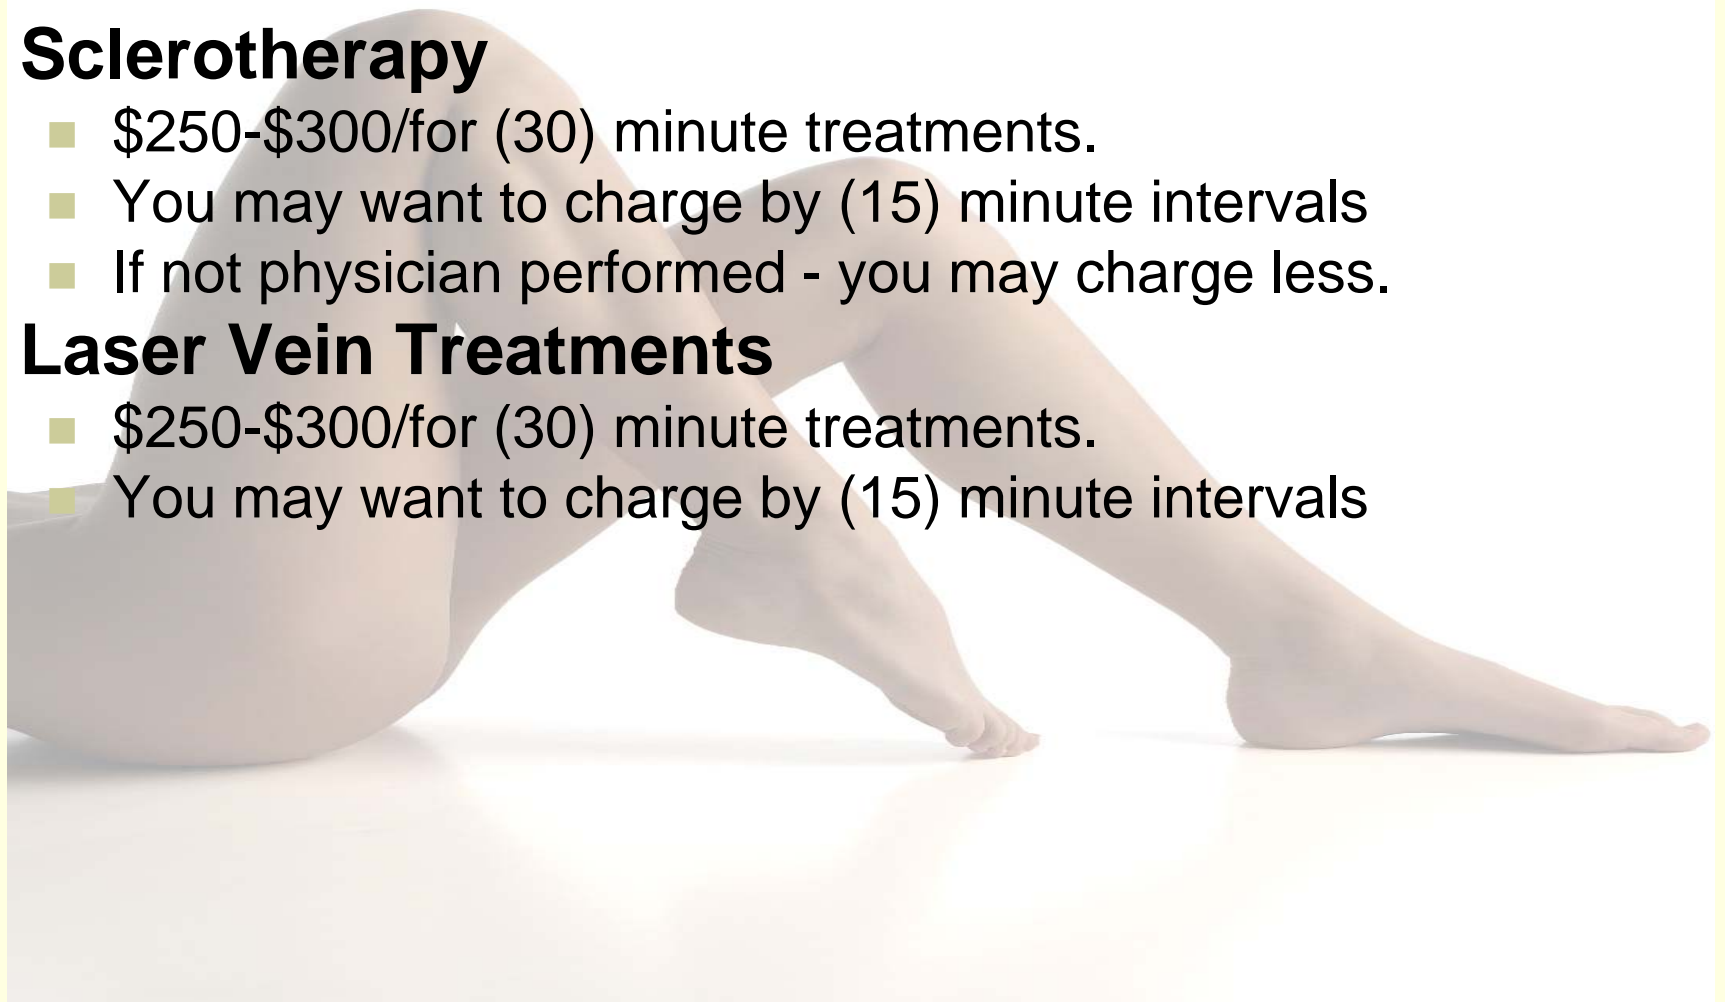 Sclerotherapy
$250-$300/for (30) minute treatments.
You may want to charge by (15) minute intervals
If not physician performed - you may charge less.
Laser Vein Treatments
$250-$300/for (30) minute treatments.
You may want to charge by (15) minute intervals